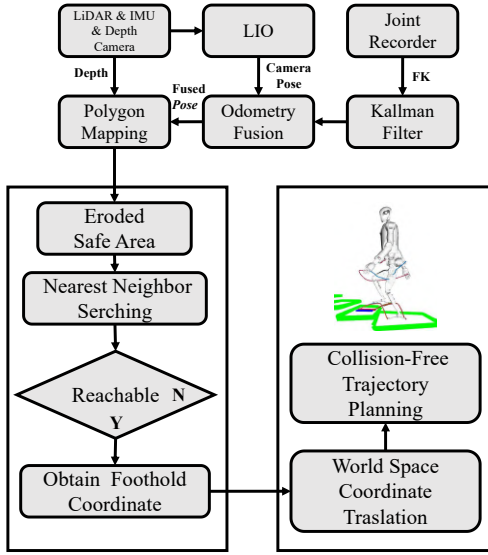 LiDAR & IMU
& Depth
Camera
LIO
Joint
Recorder
Depth
Camera
Pose
FK
Polygon
Mapping
Fused
Pose
Odometry
Fusion
Kallman
Filter
Eroded
Safe Area
Nearest Neighbor
Serching
Reachable N
Y
Obtain Foothold
Coordinate
Collision-Free
Trajectory
Planning
World Space
Coordinate
Traslation